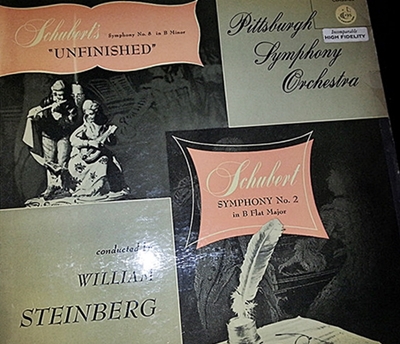 Schubert's Symphony No. 8 in B Minor
"UNFINISHED"
Pittsburgh
Symphony
Orchestra
Incomparable
HIGH FIDELITY
Schubert
SYMPHONY No. 2
in B Flat Major
conducted by
WILLIAM
STEINBERG